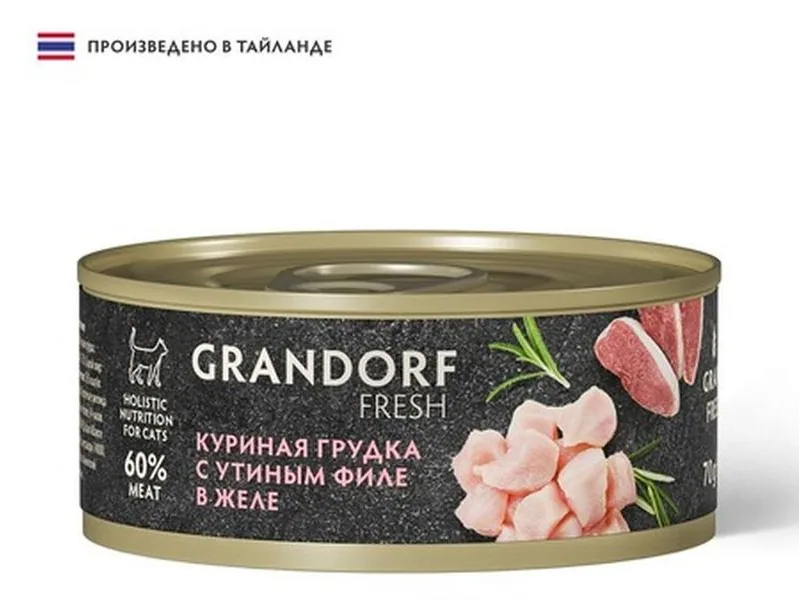 ПРОИЗВЕДЕНО В ТАЙЛАНДЕ
GRANDORF
FRESH
HOLISTIC
NUTRITION
FOR CATS
60%
MEAT
КУРИНАЯ ГРУДКА
С УТИНЫМ ФИЛЕ
В ЖЕЛЕ